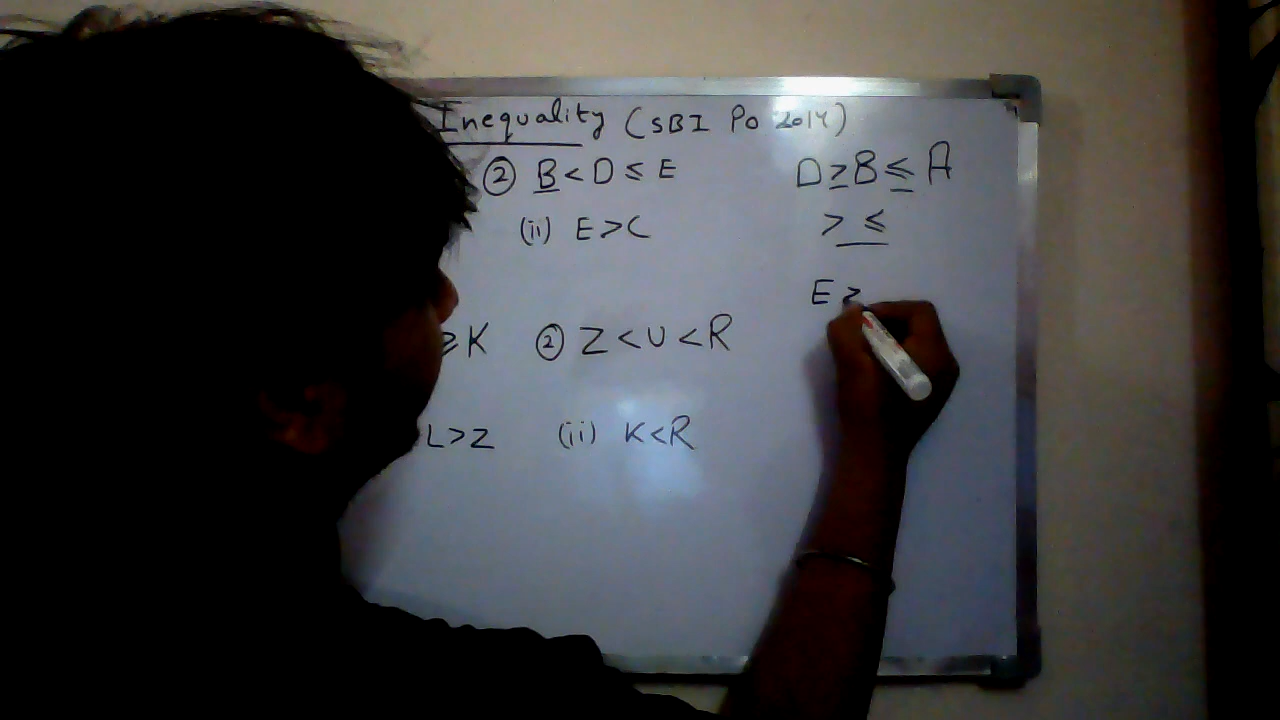 Inequality (SBI PO 2014)
② B < D ≤ E
D ≥ B ≤ A
(ii) E > C
> ≤
E ≥
≥ K ② Z < U < R
L > Z (ii) K < R